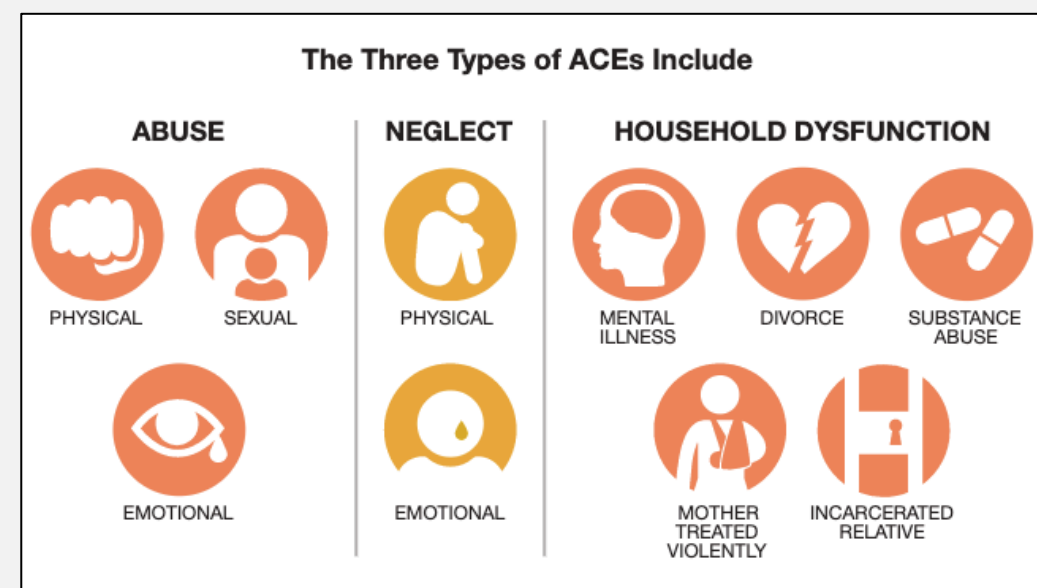 The Three Types of ACEs Include
ABUSE
PHYSICAL
SEXUAL
EMOTIONAL
NEGLECT
PHYSICAL
EMOTIONAL
HOUSEHOLD DYSFUNCTION
MENTAL
ILLNESS
DIVORCE
SUBSTANCE
ABUSE
MOTHER
TREATED
VIOLENTLY
INCARCERATED
RELATIVE